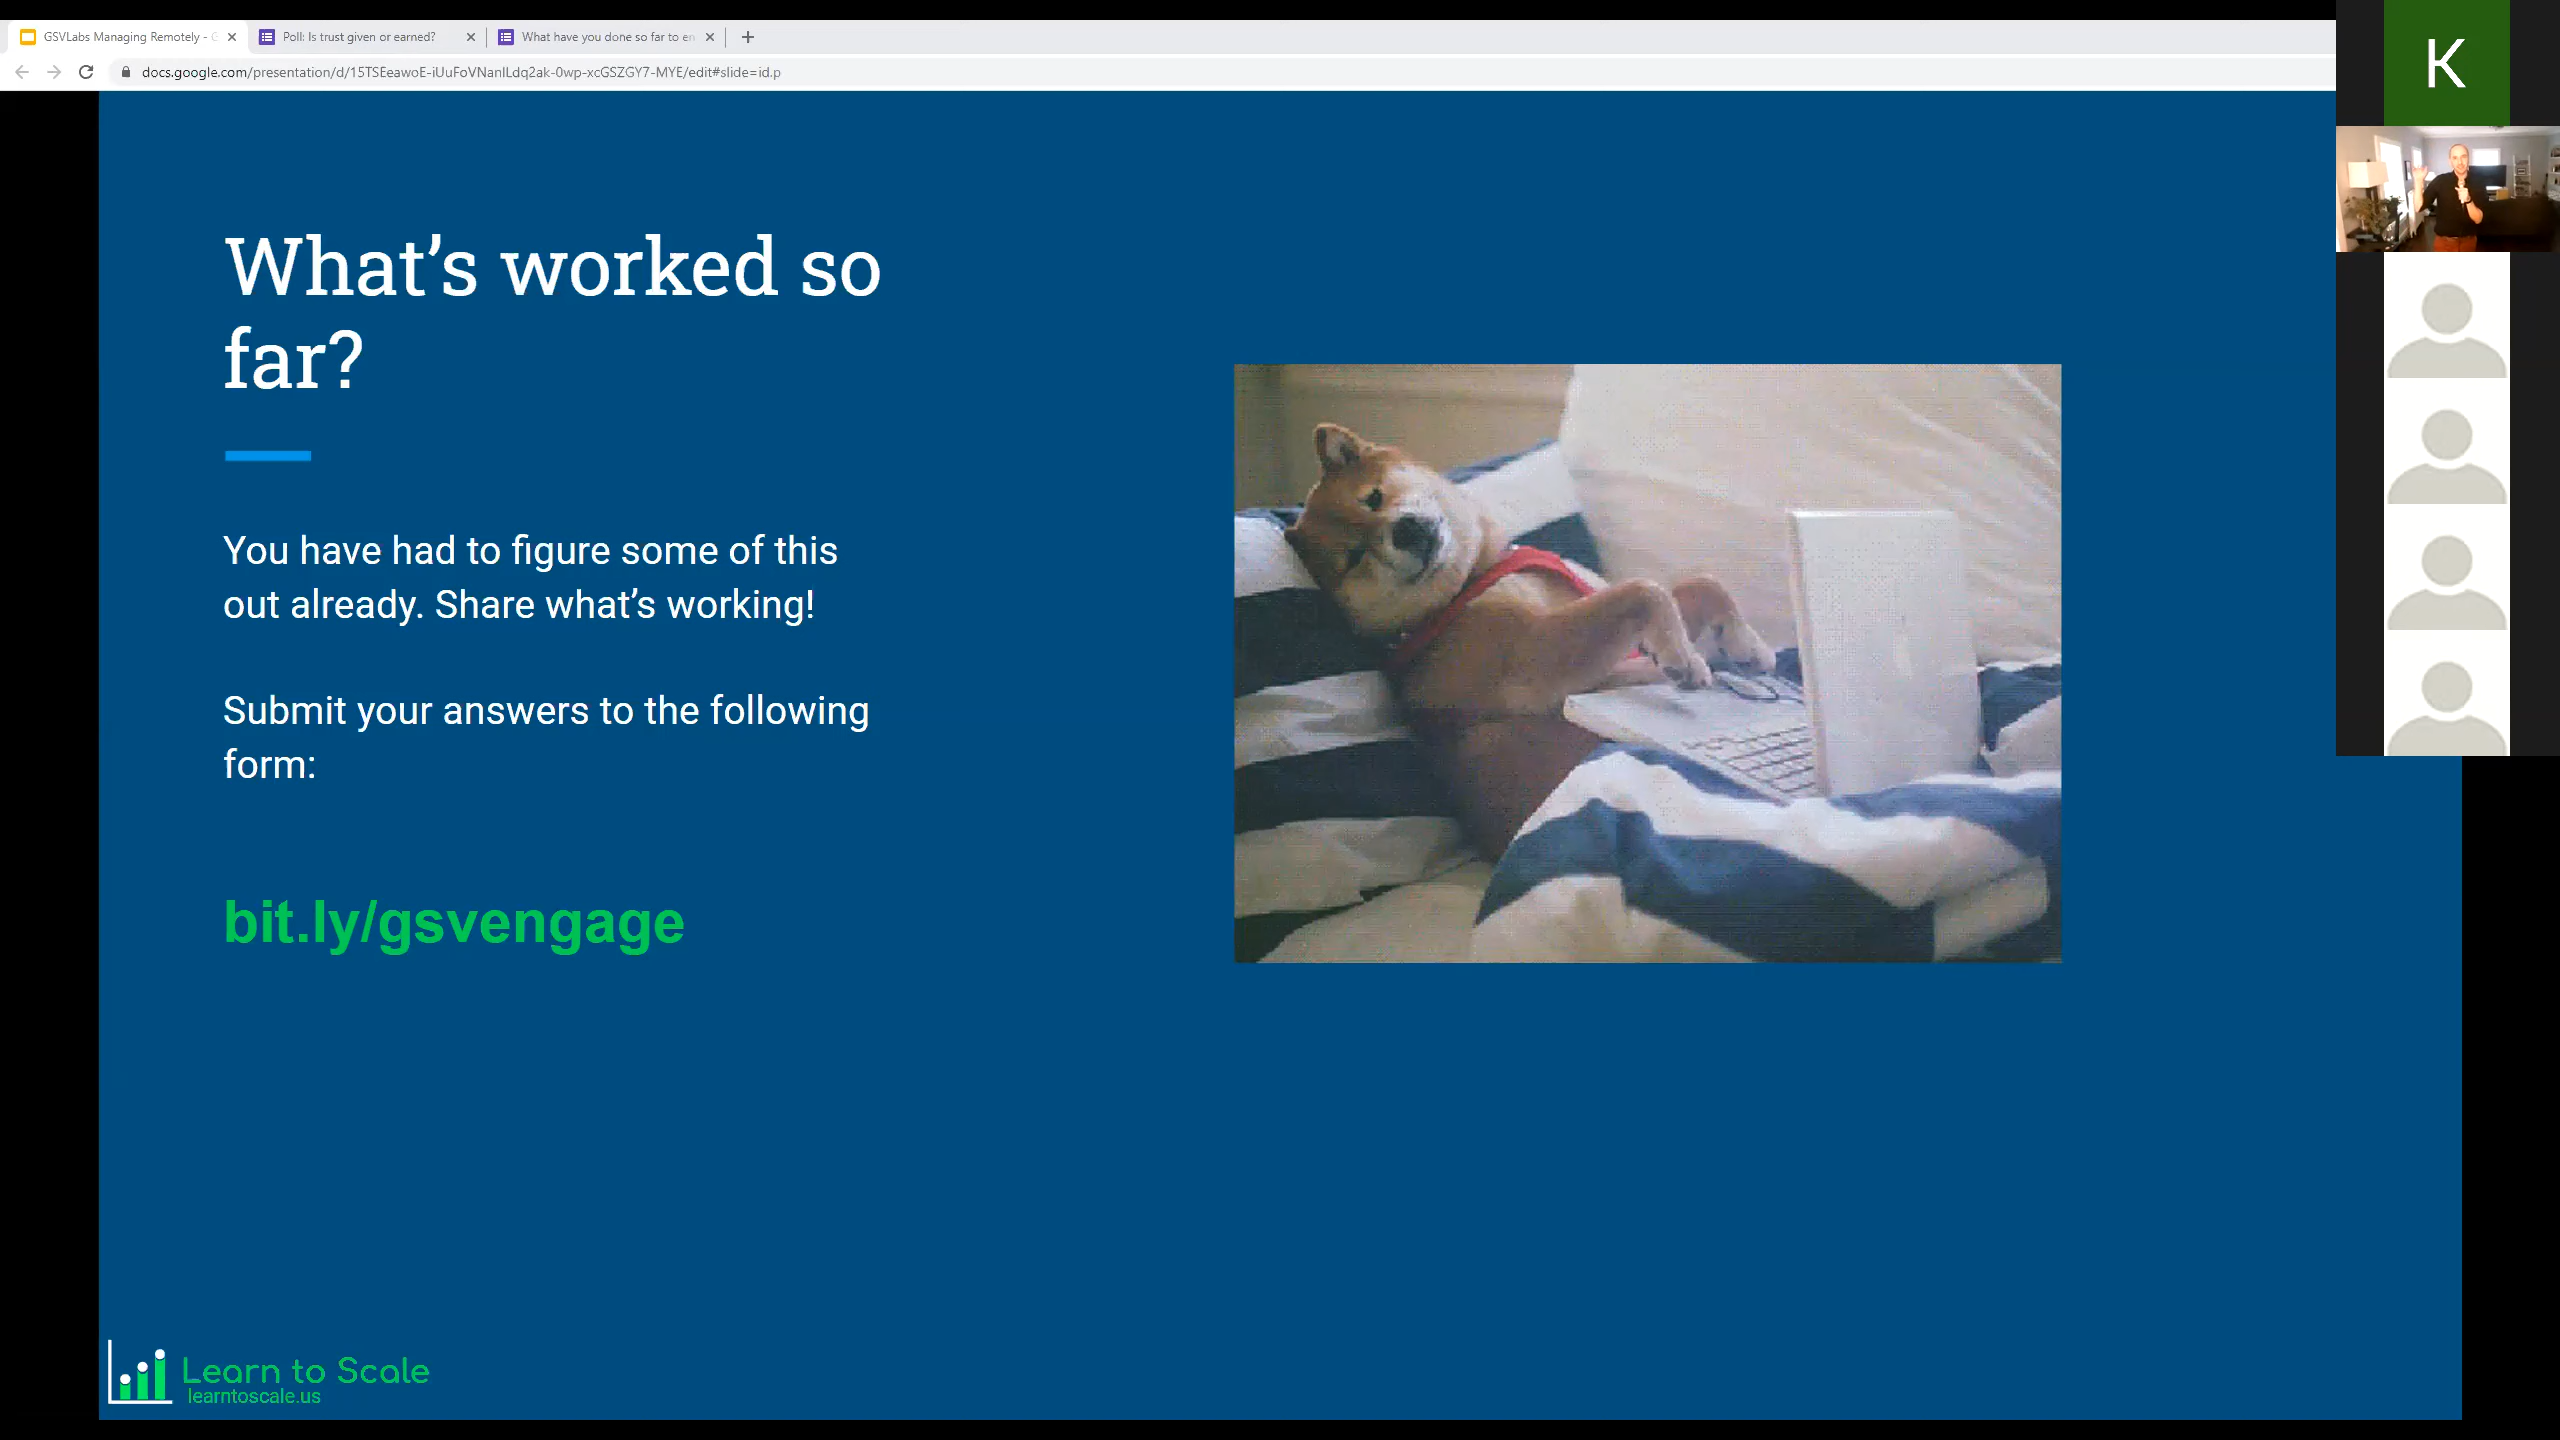 GSVLabs Managing Remotely - G
Poll: Is trust given or earned?
What have you done so far to en
docs.google.com/presentation/d/15TSEeawoE-iUuFoVNanlLdq2ak-0wp-xcGSZGY7-MYE/edit#slide=id.p
K
What’s worked so
far?
You have had to figure some of this
out already. Share what’s working!
Submit your answers to the following
form:
bit.ly/gsvengage
Learn to Scale
learntoscale.us